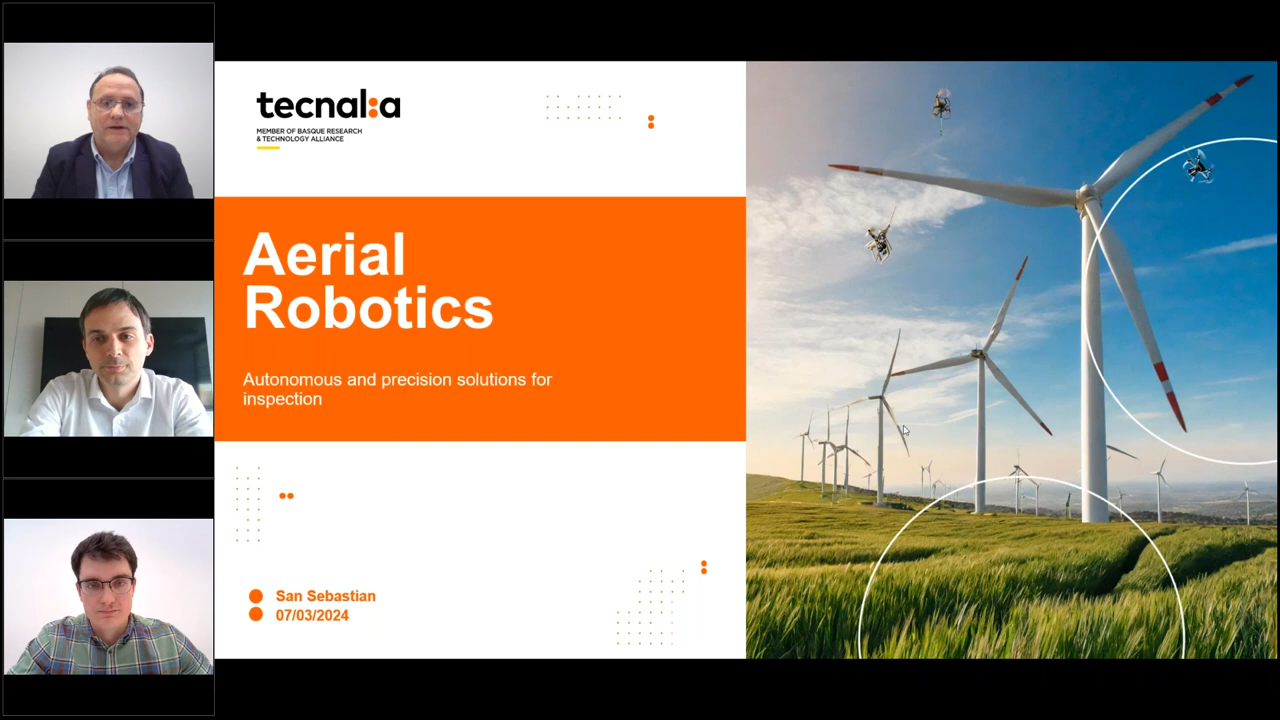 tecnalia
MEMBER OF BASQUE RESEARCH
& TECHNOLOGY ALLIANCE
Aerial
Robotics
Autonomous and precision solutions for
inspection
San Sebastian
07/03/2024